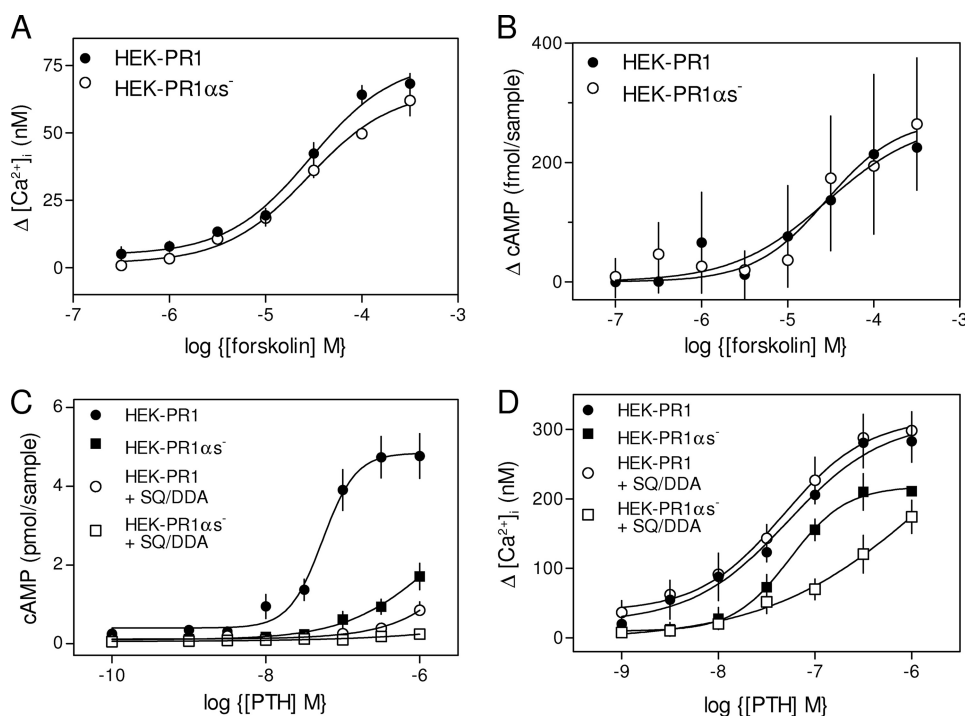 A
HEK-PR1
HEK-PR1αs⁻
Δ [Ca²⁺]ᵢ (nM)
75
50
25
0
-7
-6
-5
-4
-3
log {[forskolin] M}
B
HEK-PR1
HEK-PR1αs⁻
Δ cAMP (fmol/sample)
400
200
0
-7
-6
-5
-4
-3
log {[forskolin] M}
C
HEK-PR1
HEK-PR1αs⁻
HEK-PR1
+ SQ/DDA
HEK-PR1αs⁻
+ SQ/DDA
cAMP (pmol/sample)
6
4
2
0
-10
-8
-7
-6
log {[PTH] M}
D
HEK-PR1
HEK-PR1αs⁻
HEK-PR1
+ SQ/DDA
HEK-PR1αs⁻
+ SQ/DDA
Δ [Ca²⁺]ᵢ (nM)
300
200
100
0
-9
-8
-7
-6
log {[PTH] M}